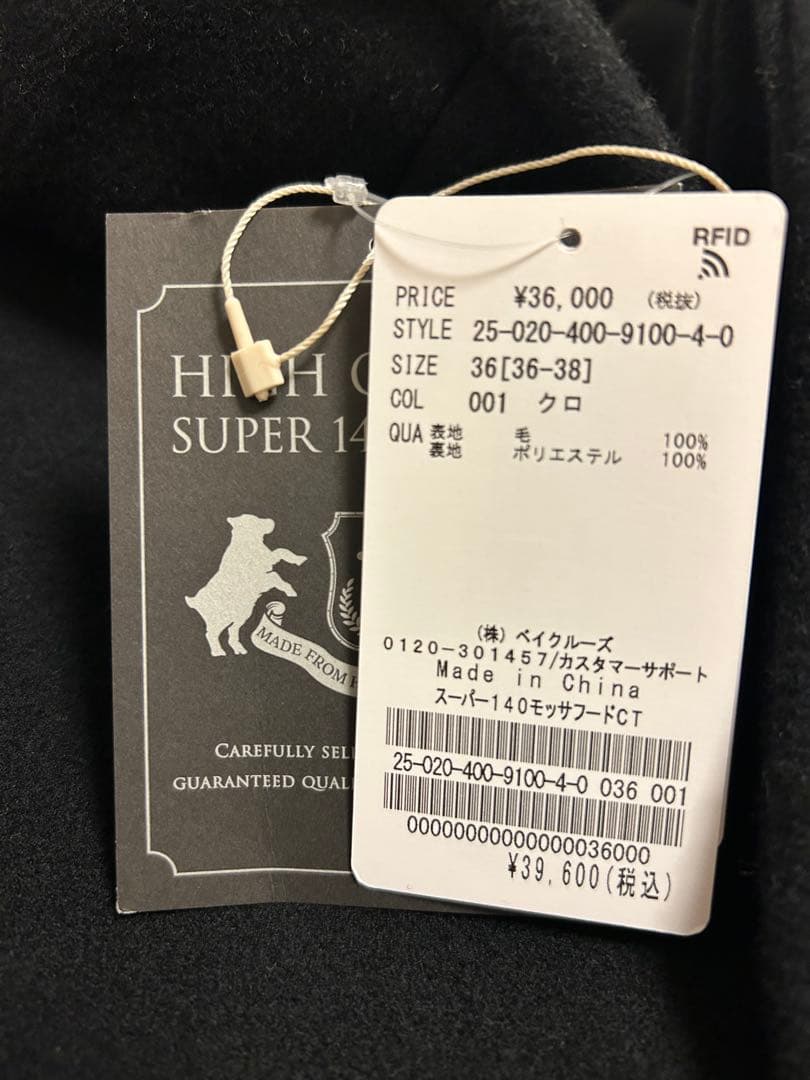 HIGH
SUPER 14
MADE FROM
CAREFULLY
GUARANTEED
RFID
PRICE ¥36,000 (税抜)
STYLE 25-020-400-9100-4-0
SIZE 36[36-38]
COL 001 クロ
QUA 表地 毛 100%
裏地 ポリエステル 100%
(株) ベイクルーズ
0120-301457/カスタマーサポート
Made in China
スーパー140モッサフードCT
25-020-400-9100-4-0 036 001
00000000000000036000
¥39,600(税込)